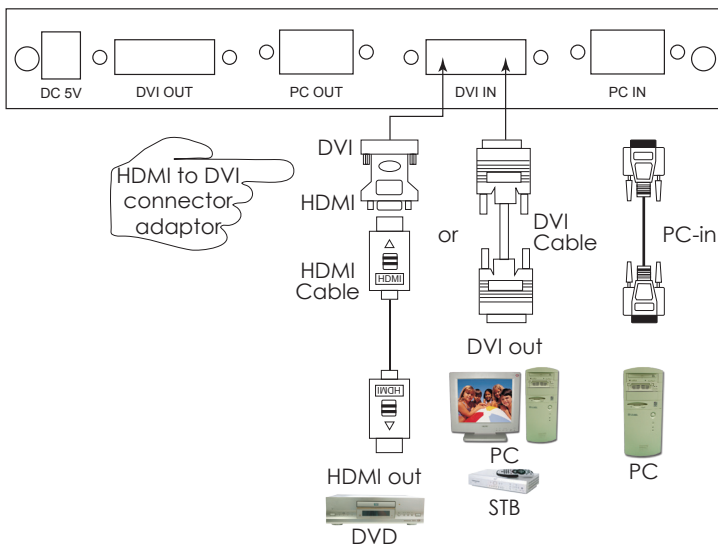 DC 5V
DVI OUT
PC OUT
DVI IN
PC IN
HDMI to DVI
connector
adaptor
DVI
HDMI
HDMI
Cable
HDMI
HDMI
HDMI out
DVD
or
DVI
Cable
DVI out
PC
STB
PC-in
PC